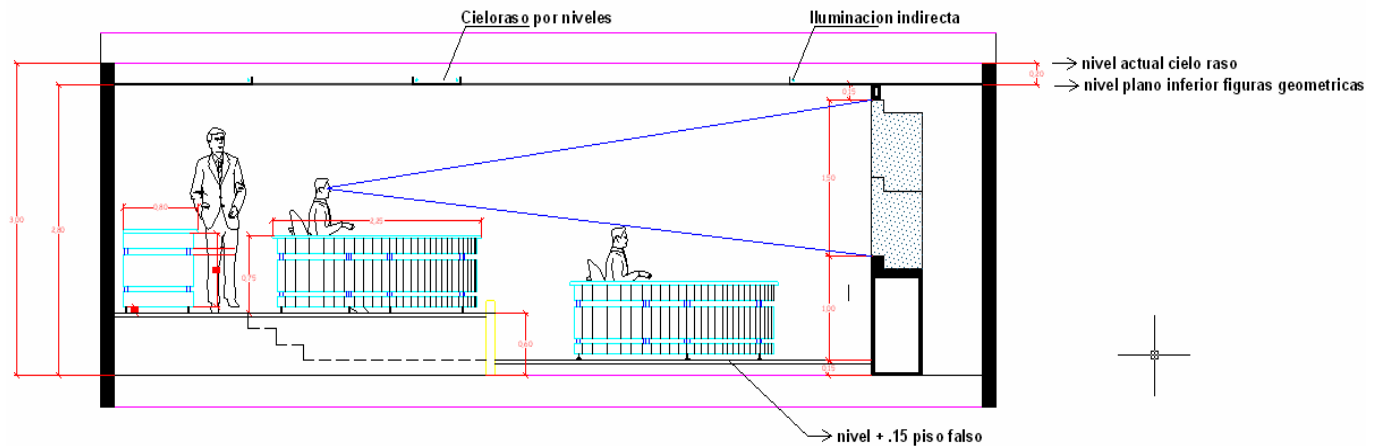 Cieloraso por niveles
Iluminacion indirecta
nivel actual cielo raso
nivel plano inferior figuras geometricas
0,20
0,15
3,00
2,80
0,80
2,35
0,75
1,50
1,00
0,60
0,15
nivel + .15 piso falso